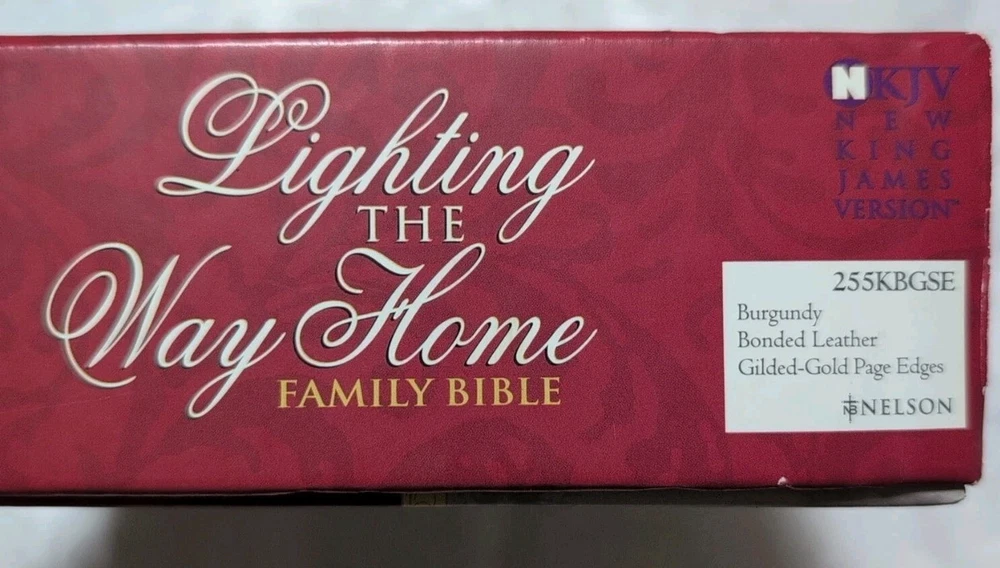 Lighting
THE
Way Home
FAMILY BIBLE
NKJV
NEW
KING
JAMES
VERSION™
255KBGSE
Burgundy
Bonded Leather
Gilded-Gold Page Edges
NELSON